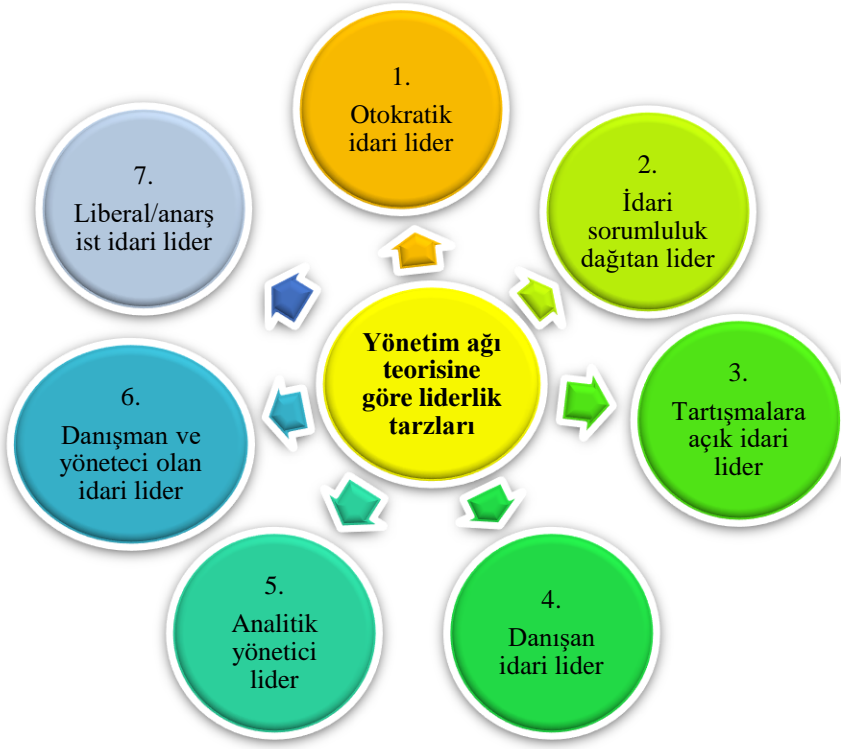 1.
Otokratik
idari lider
2.
İdari
sorumluluk
dağıtan lider
3.
Tartışmalara
açık idari
lider
4.
Danışan
idari lider
5.
Analitik
yönetici
lider
6.
Danışman ve
yöneteci olan
idari lider
7.
Liberal/anarş
ist idari lider
Yönetim ağı
teorisine
göre liderlik
tarzları